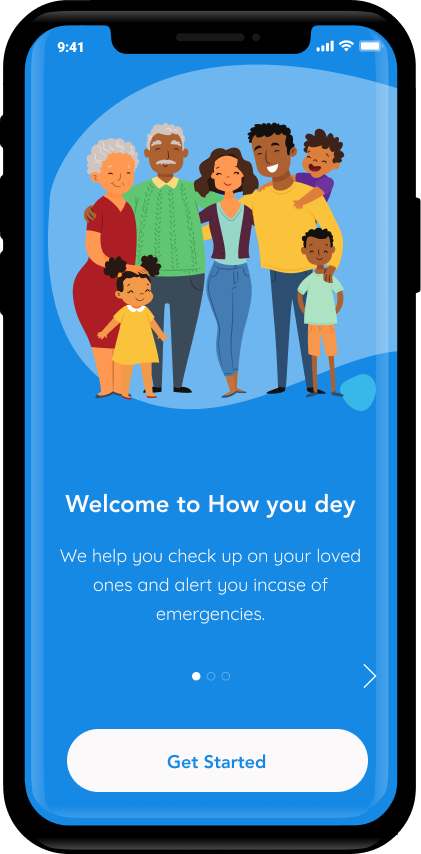 9:41
Welcome to How you dey
We help you check up on your loved
ones and alert you incase of
emergencies.
Get Started